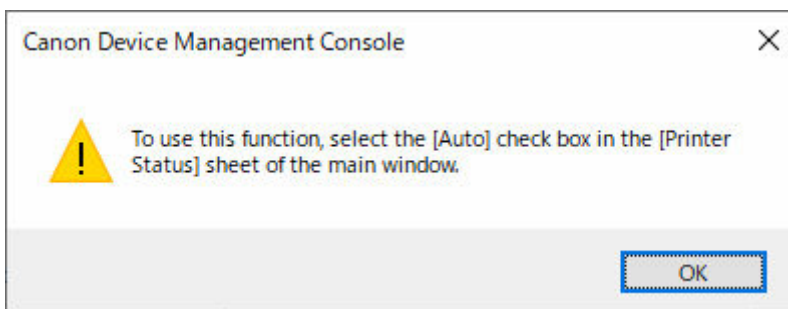 Canon Device Management Console
To use this function, select the [Auto] check box in the [Printer
Status] sheet of the main window.
OK